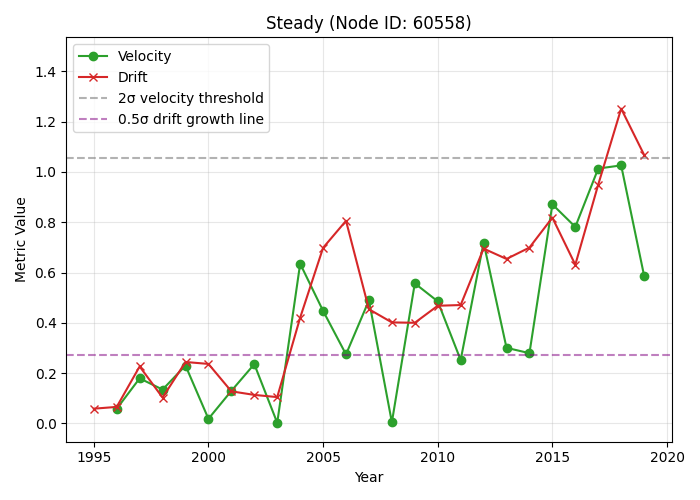 Steady (Node ID: 60558)
Velocity
Drift
2σ velocity threshold
0.5σ drift growth line
Metric Value
1.4
1.2
1.0
0.8
0.6
0.4
0.2
0.0
1995
2000
2005
2010
2015
2020
Year